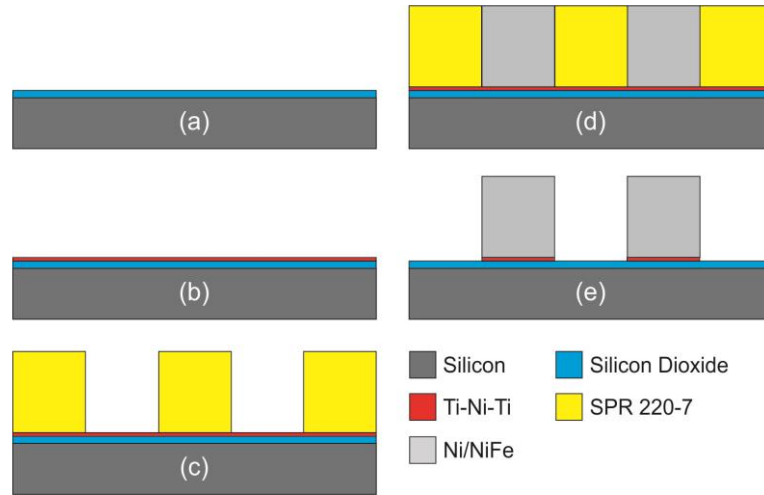 (a)
(b)
(c)
(d)
(e)
Silicon
Silicon Dioxide
Ti-Ni-Ti
SPR 220-7
Ni/NiFe